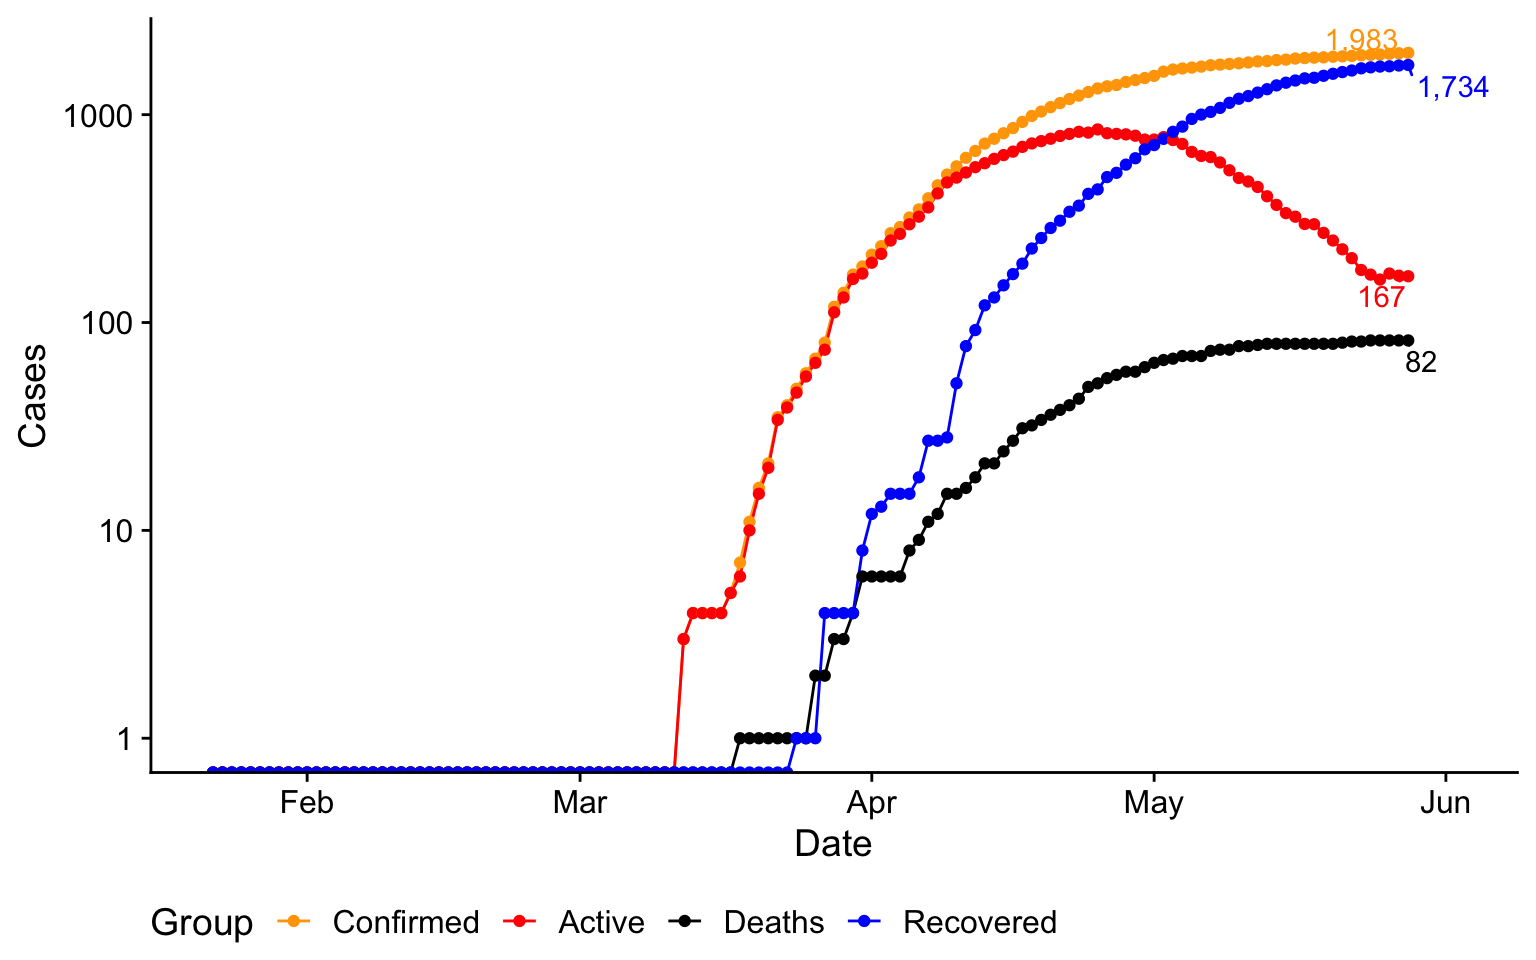 1,983
1,734
1000
100
167
82
10
1
Cases
Feb Mar Apr May Jun
Date
Group Confirmed Active Deaths Recovered